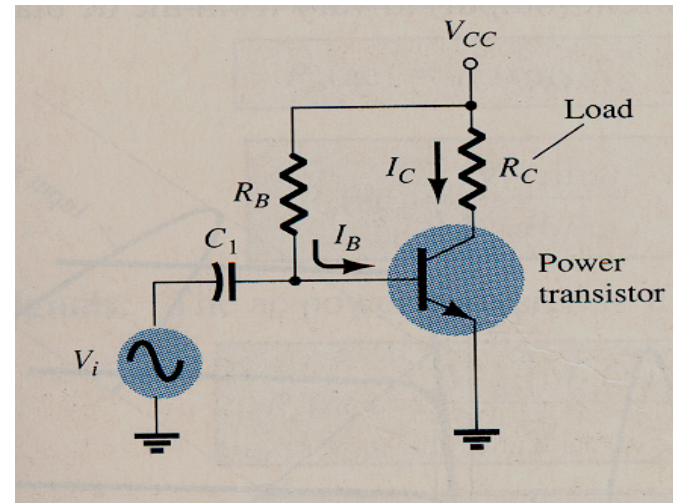 V_CC
Load
I_C
R_C
R_B
I_B
C_1
Power
transistor
V_i